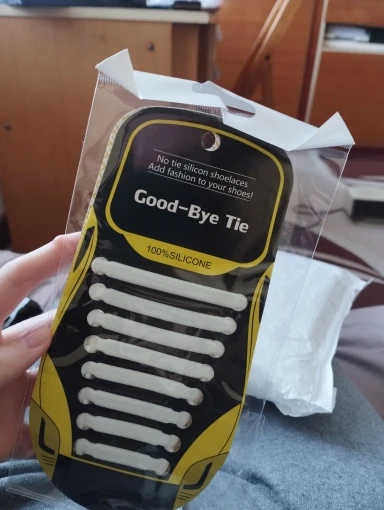 No tie silicon shoelaces
Add fashion to your shoes!
Good-Bye Tie
100%SILICONE